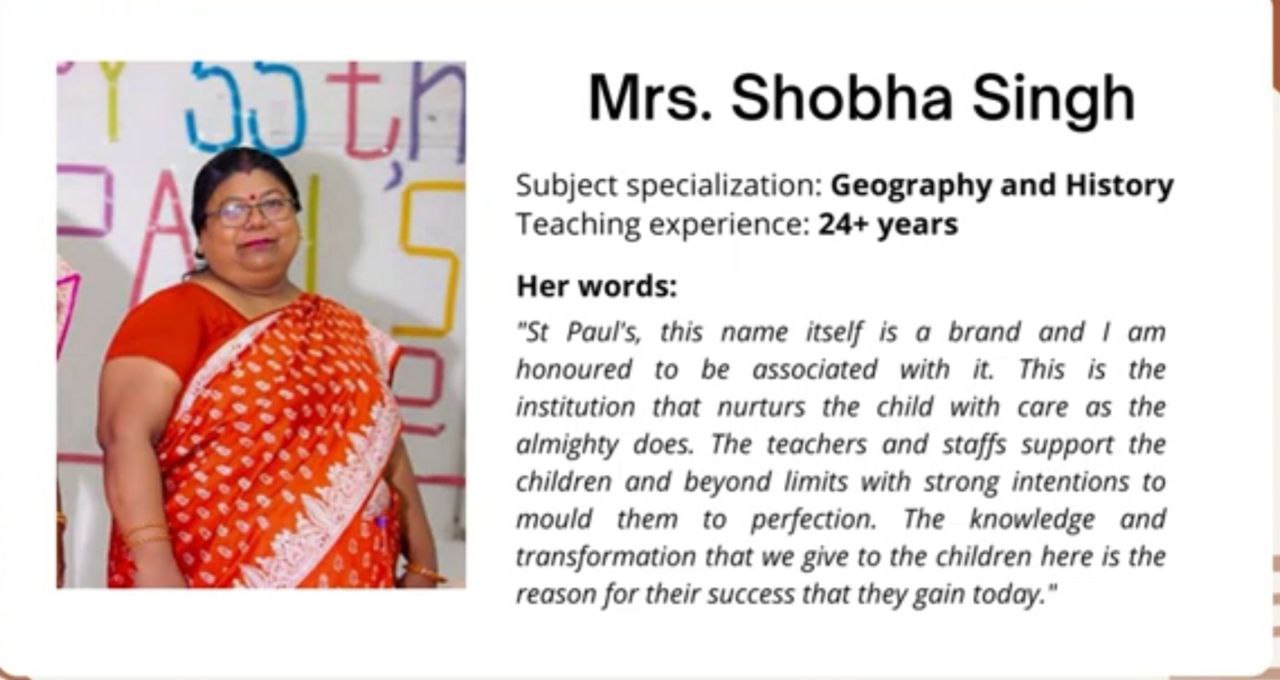 Y 55th
PAUL'S
e
Mrs. Shobha Singh
Subject specialization: Geography and History
Teaching experience: 24+ years
Her words:
"St Paul's, this name itself is a brand and I am
honoured to be associated with it. This is the
institution that nurturs the child with care as the
almighty does. The teachers and staffs support the
children and beyond limits with strong intentions to
mould them to perfection. The knowledge and
transformation that we give to the children here is the
reason for their success that they gain today."